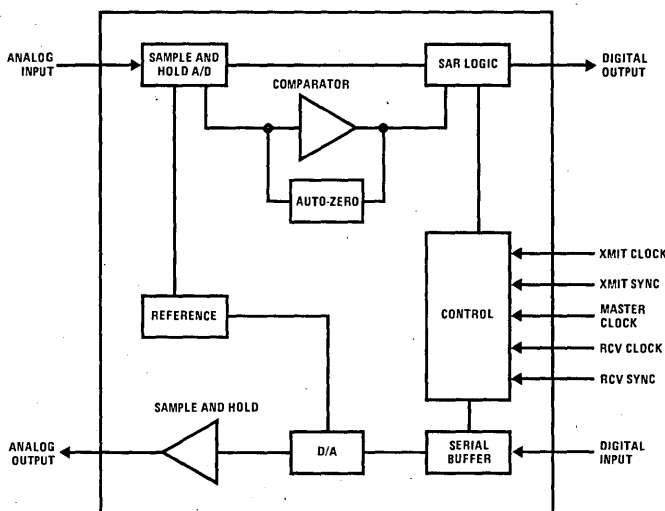 ANALOG
INPUT
SAMPLE AND
HOLD A/D
SAR LOGIC
DIGITAL
OUTPUT
COMPARATOR
AUTO-ZERO
XMIT CLOCK
XMIT SYNC
REFERENCE
CONTROL
MASTER
CLOCK
RCV CLOCK
RCV SYNC
SAMPLE AND HOLD
ANALOG
OUTPUT
D/A
SERIAL
BUFFER
DIGITAL
INPUT